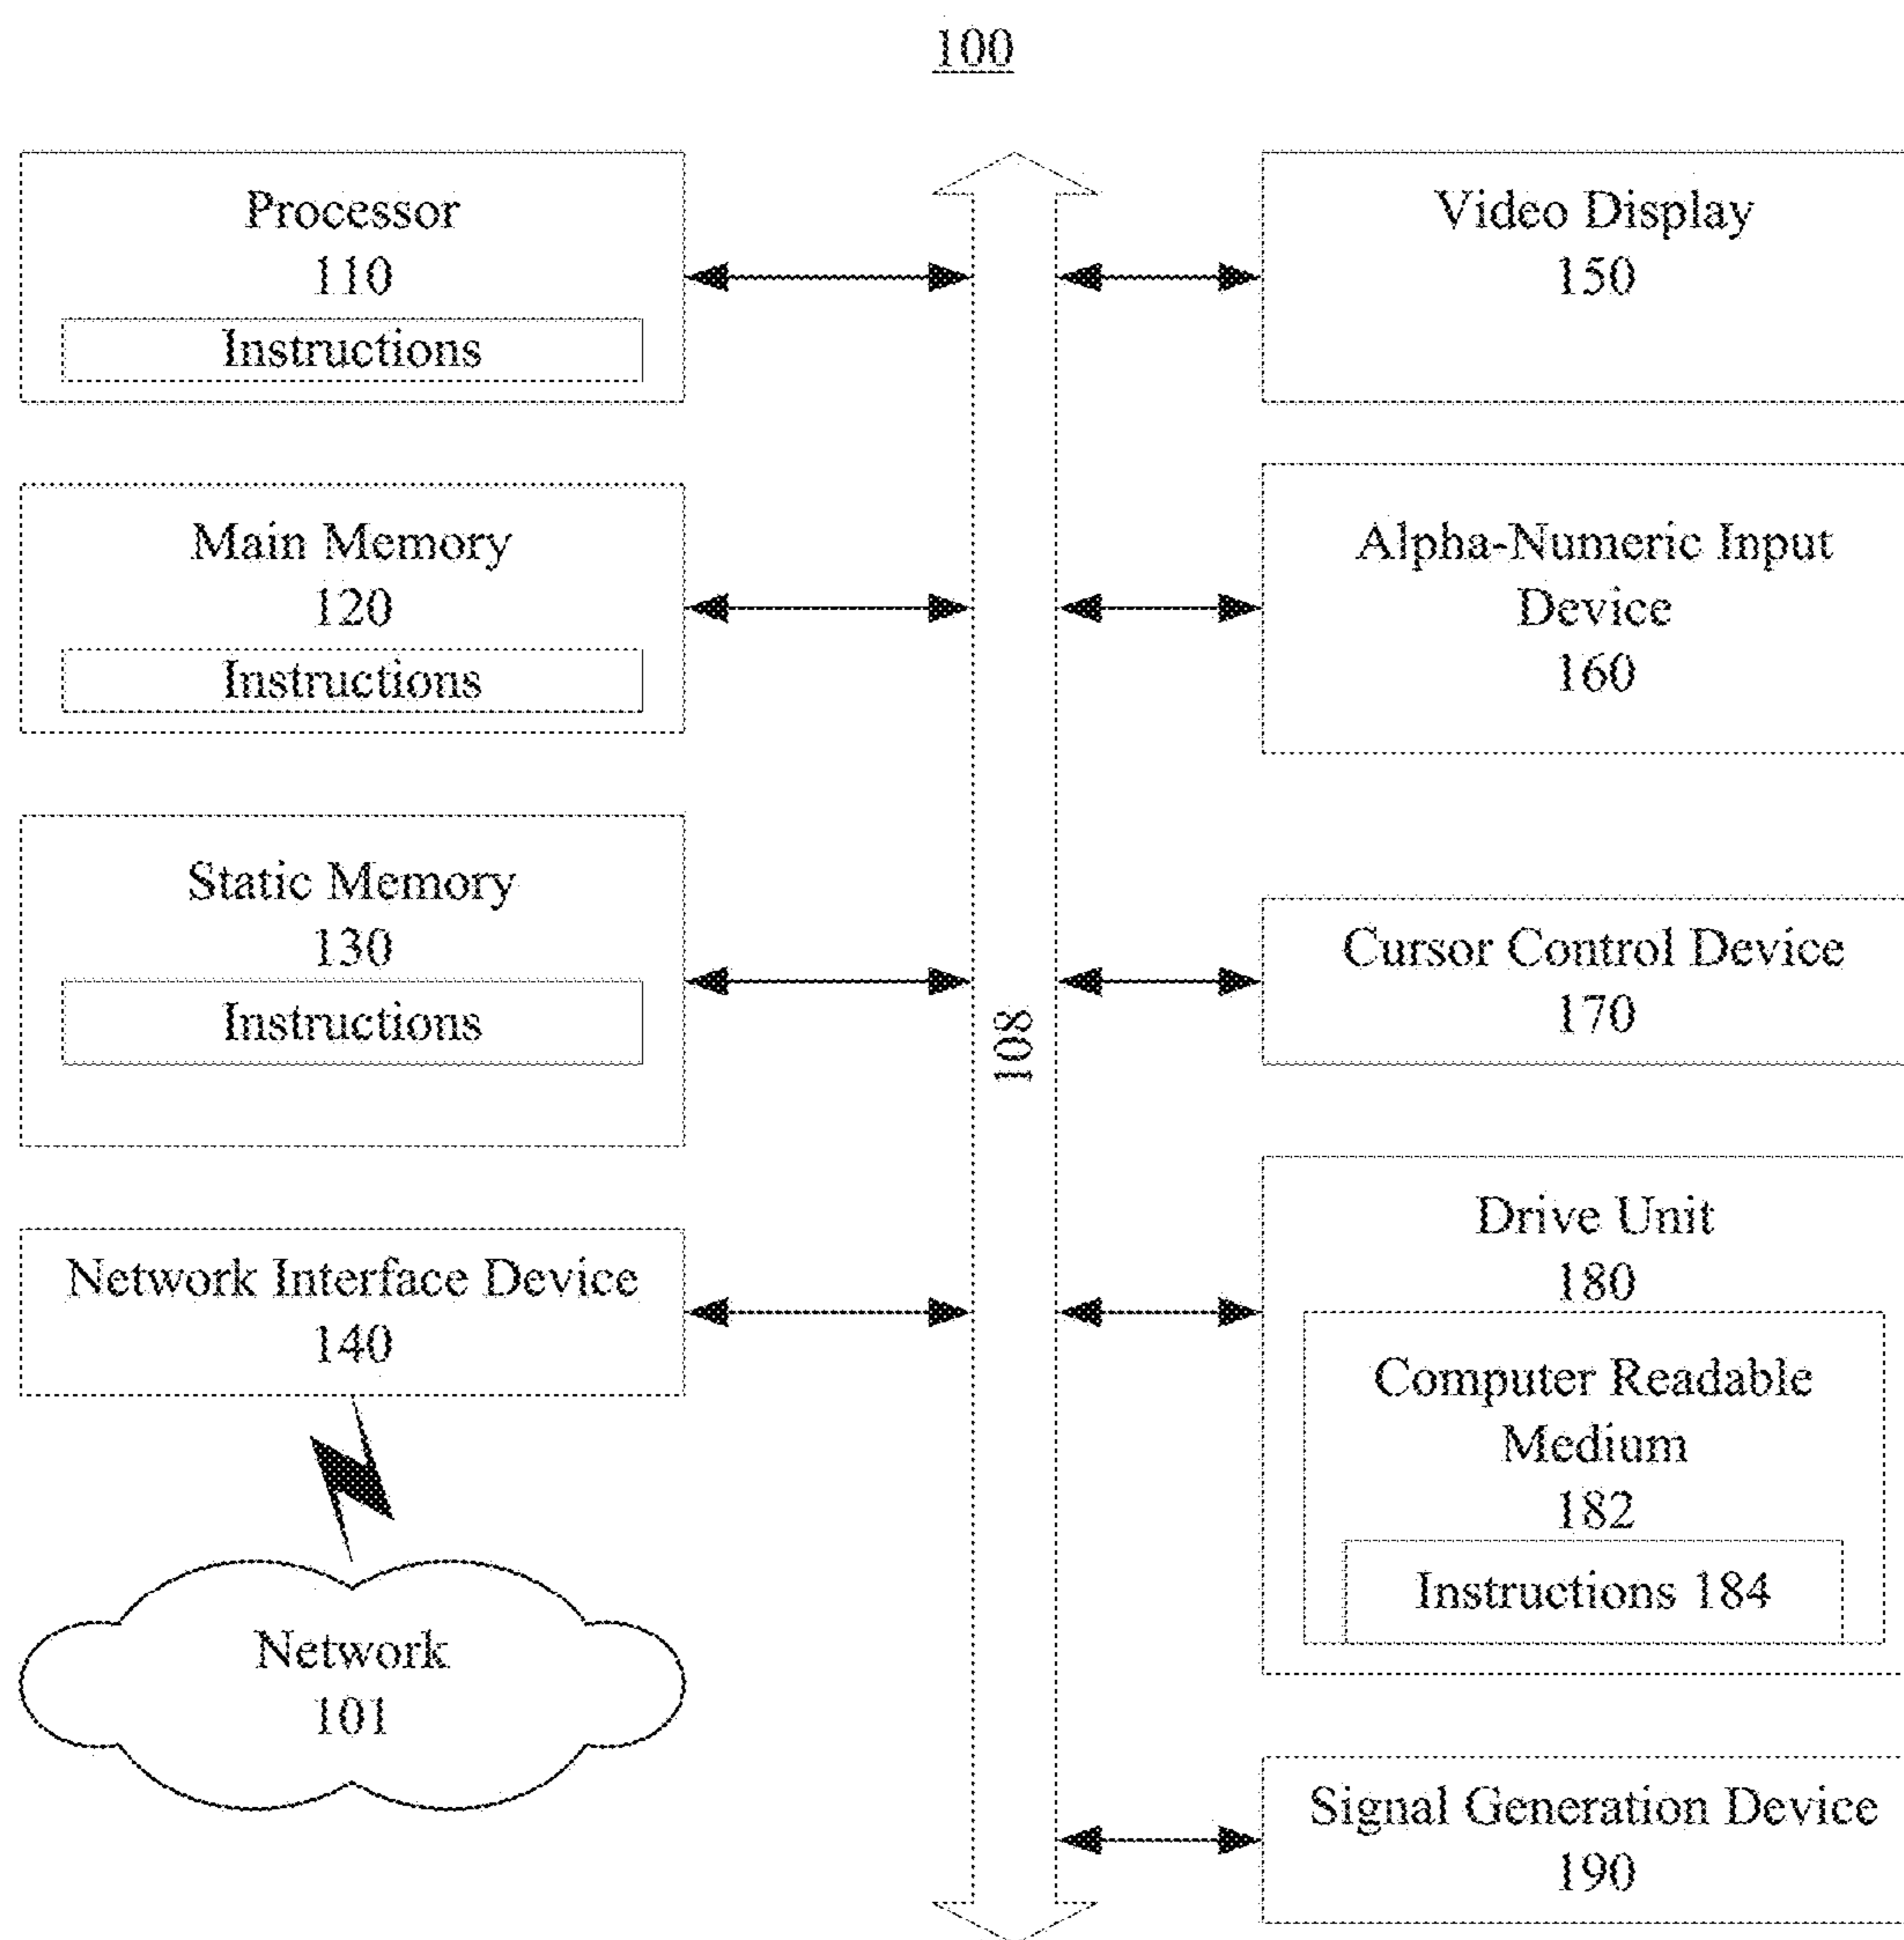 100
Processor
110
Instructions
Main Memory
120
Instructions
Static Memory
130
Instructions
Network Interface Device
140
Network
101
108
Video Display
150
Alpha-Numeric Input
Device
160
Cursor Control Device
170
Drive Unit
180
Computer Readable
Medium
182
Instructions 184
Signal Generation Device
190